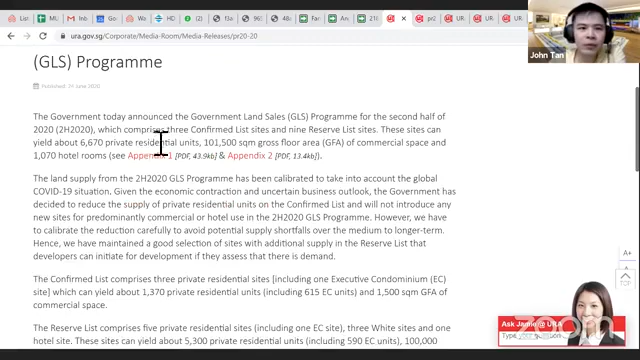 List
#Sa
318
965
48a
Far
Ana
21R
pr2
ura.gov.sg/Corporate/Media-Room/Media-Releases/pr20-20
John Tan
(GLS) Programme
Published: 24 June 2020
The Government today announced the Government Land Sales (GLS) Programme for the second half of
2020 (2H2020), which comprises three Confirmed List sites and nine Reserve List sites. These sites can
yield about 6,670 private residential units, 101,500 sqm gross floor area (GFA) of commercial space and
1,070 hotel rooms (see Appendix 1 [PDF, 43.9kb] & Appendix 2 [PDF, 13.4kb]).
The land supply from the 2H2020 GLS Programme has been calibrated to take into account the global
COVID-19 situation. Given the economic contraction and uncertain business outlook, the Government has
decided to reduce the supply of private residential units on the Confirmed List and will not introduce any
new sites for predominantly commercial or hotel use in the 2H2020 GLS Programme. However, we have
to calibrate the reduction carefully to avoid potential supply shortfalls over the medium to longer-term.
Hence, we have maintained a good selection of sites with additional supply in the Reserve List that
developers can initiate for development if they assess that there is demand.
The Confirmed List comprises three private residential sites [including one Executive Condominium (EC)
site] which can yield about 1,370 private residential units (including 615 EC units) and 1,500 sqm GFA of
commercial space.
The Reserve List comprises five private residential sites (including one EC site), three White sites and one
hotel site. These sites can yield about 5,300 private residential units (including 590 EC units), 100,000
A+
A-
TOP
Ask Jamie @ URA
Type your question
zoom